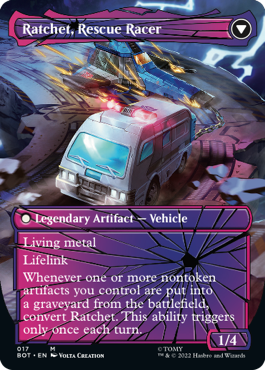 Ratchet, Rescue Racer
Legendary Artifact — Vehicle
Living metal
Lifelink
Whenever one or more nontoken
artifacts you control are put into
a graveyard from the battlefield,
convert Ratchet. This ability triggers
only once each turn.
1/4
017 M
BOT • EN Volta Creation
© TOMY
™ & © 2022 Hasbro and Wizards